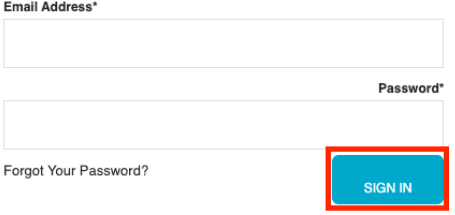 Email Address*
Password*
Forgot Your Password?
SIGN IN